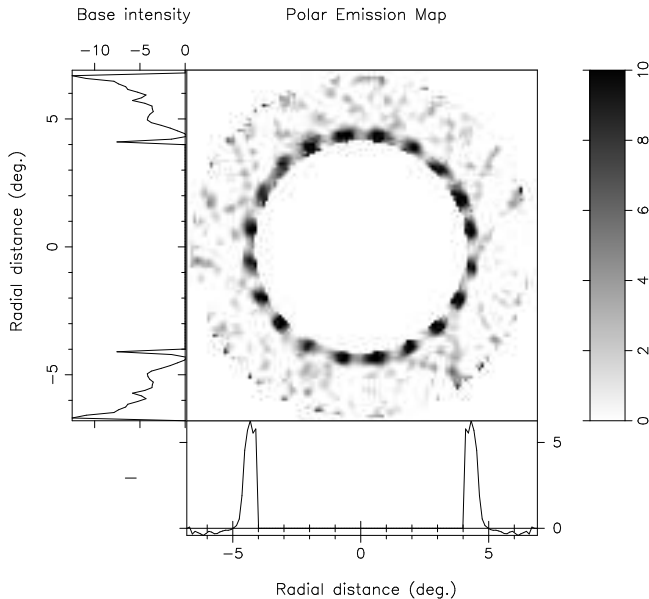 Base intensity
Polar Emission Map
−10 −5 0
10
8
6
4
2
0
5
0
−5
Radial distance (deg.)
5
0
−5 0 5
Radial distance (deg.)